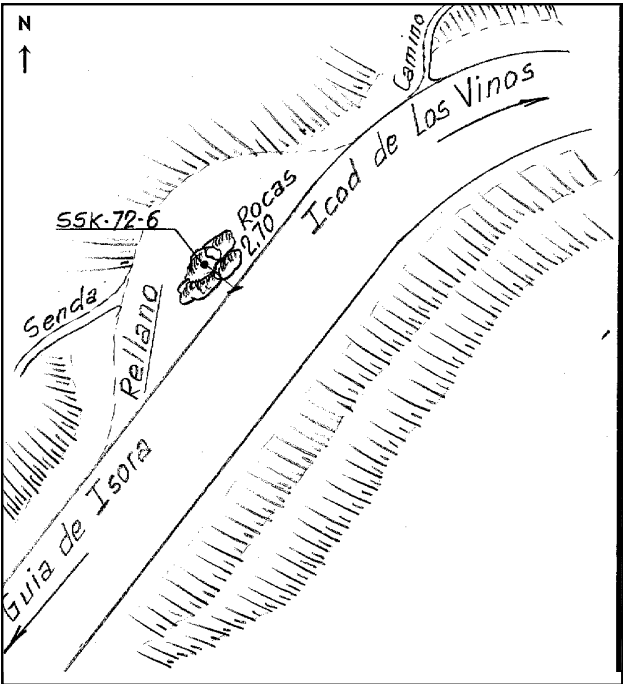 N
Camino
Icod de Los Vinos
Rocas
2,70
SSK-72-6
Senda
Rellano
Guia de Isora